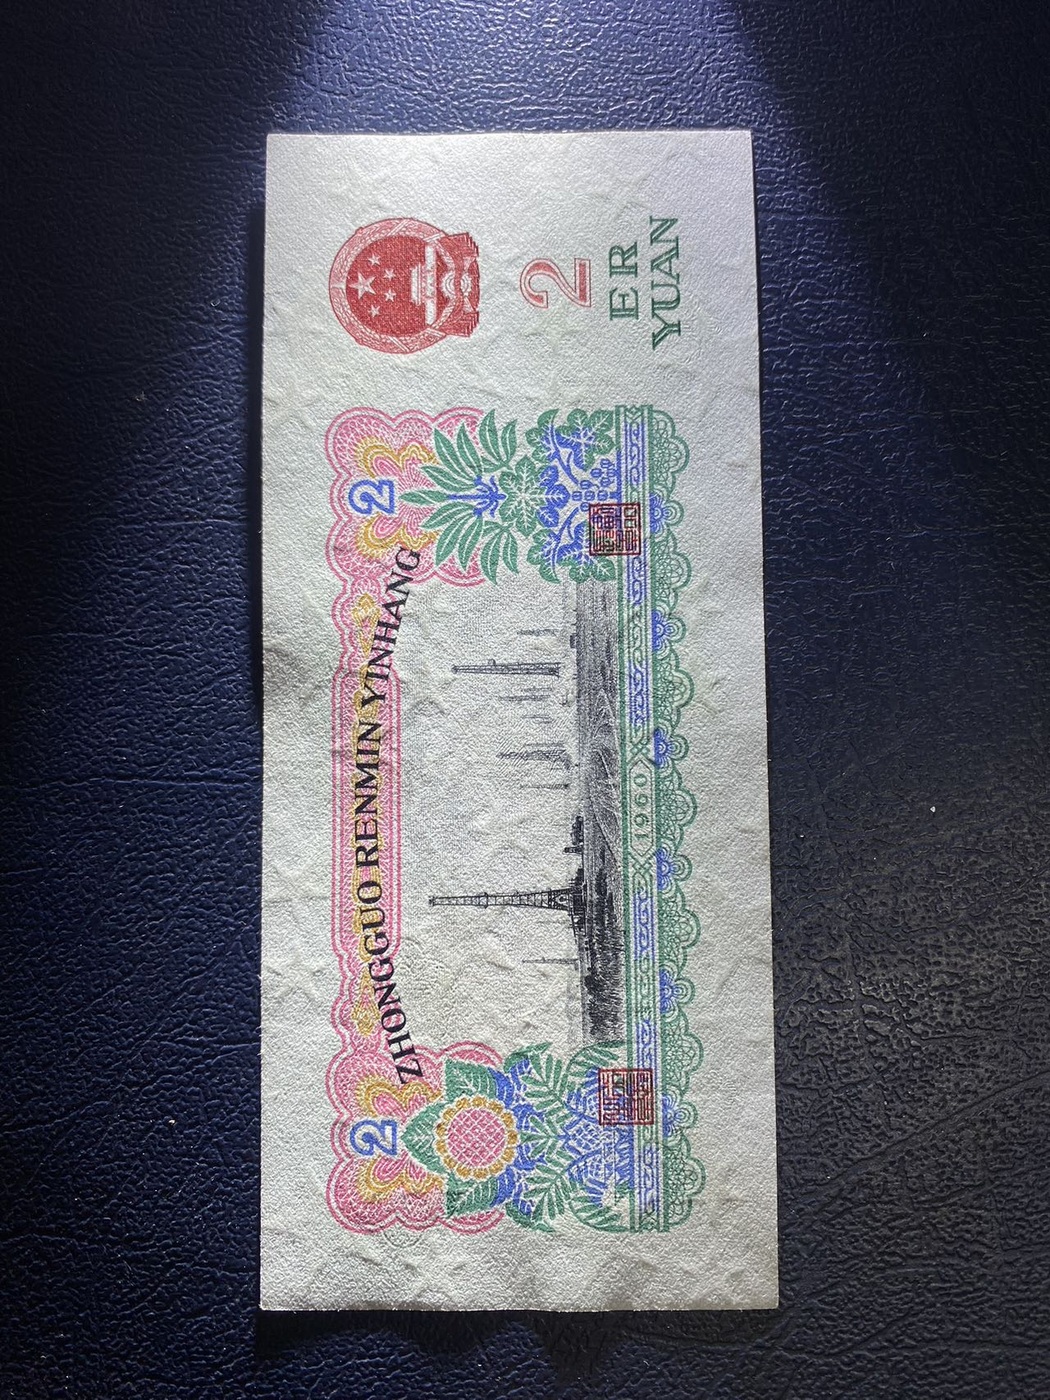 ZHONGGUO RENMIN YINHANG
2
2
2
ER
YUAN
1960